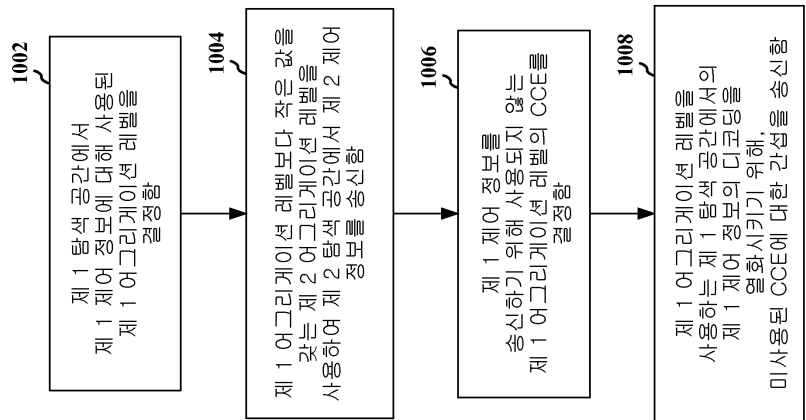 1002
제 1 탐색 공간에서
제 1 제어 정보에 대해 사용된
제 1 어그리게이션 레벨을
결정함
1004
제 1 어그리게이션 레벨보다 작은 값을
갖는 제 2 어그리게이션 레벨을
사용하여 제 2 탐색 공간에서 제 2 제어
정보를 송신함
1006
제 1 제어 정보를
송신하기 위해 사용되지 않는
제 1 어그리게이션 레벨의 CCE를
결정함
1008
제 1 어그리게이션 레벨을
사용하는 제 1 탐색 공간에서의
제 1 제어 정보의 디코딩을
열화시키기 위해,
미사용된 CCE에 대한 간섭을 송신함